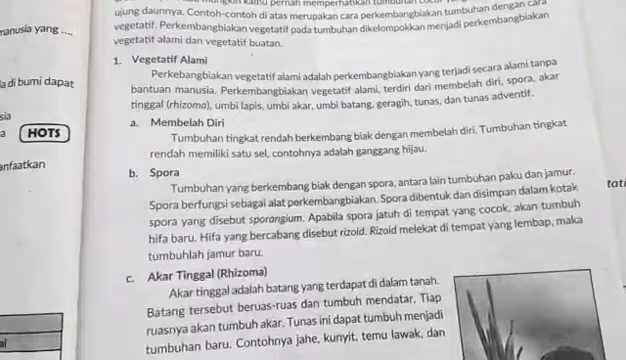 kamu pernah memperhatikan tumbuhan
ujung daunnya. Contoh-contoh di atas merupakan cara perkembangbiakan tumbuhan dengan cara
vegetatif. Perkembangbiakan vegetatif pada tumbuhan dikelompokkan menjadi perkembangbiakan
vegetatif alami dan vegetatif buatan.
1. Vegetatif Alami
Perkebangbiakan vegetatif alami adalah perkembangbiakan yang terjadi secara alami tanpa
bantuan manusia. Perkembangbiakan vegetatif alami, terdiri dari membelah diri, spora, akar
tinggal (rhizoma), umbi lapis, umbi akar, umbi batang, geragih, tunas, dan tunas adventif.
a. Membelah Diri
Tumbuhan tingkat rendah berkembang biak dengan membelah diri. Tumbuhan tingkat
rendah memiliki satu sel, contohnya adalah ganggang hijau.
b. Spora
Tumbuhan yang berkembang biak dengan spora, antara lain tumbuhan paku dan jamur.
Spora berfungsi sebagai alat perkembangbiakan. Spora dibentuk dan disimpan dalam kotak
spora yang disebut sporangium. Apabila spora jatuh di tempat yang cocok, akan tumbuh
hifa baru. Hifa yang bercabang disebut rizoid. Rizoid melekat di tempat yang lembap, maka
tumbuhlah jamur baru.
c. Akar Tinggal (Rhizoma)
Akar tinggal adalah batang yang terdapat di dalam tanah.
Batang tersebut beruas-ruas dan tumbuh mendatar. Tiap
ruasnya akan tumbuh akar. Tunas ini dapat tumbuh menjadi
tumbuhan baru. Contohnya jahe, kunyit, temu lawak, dan
manusia yang ....
di bumi dapat
HOTS